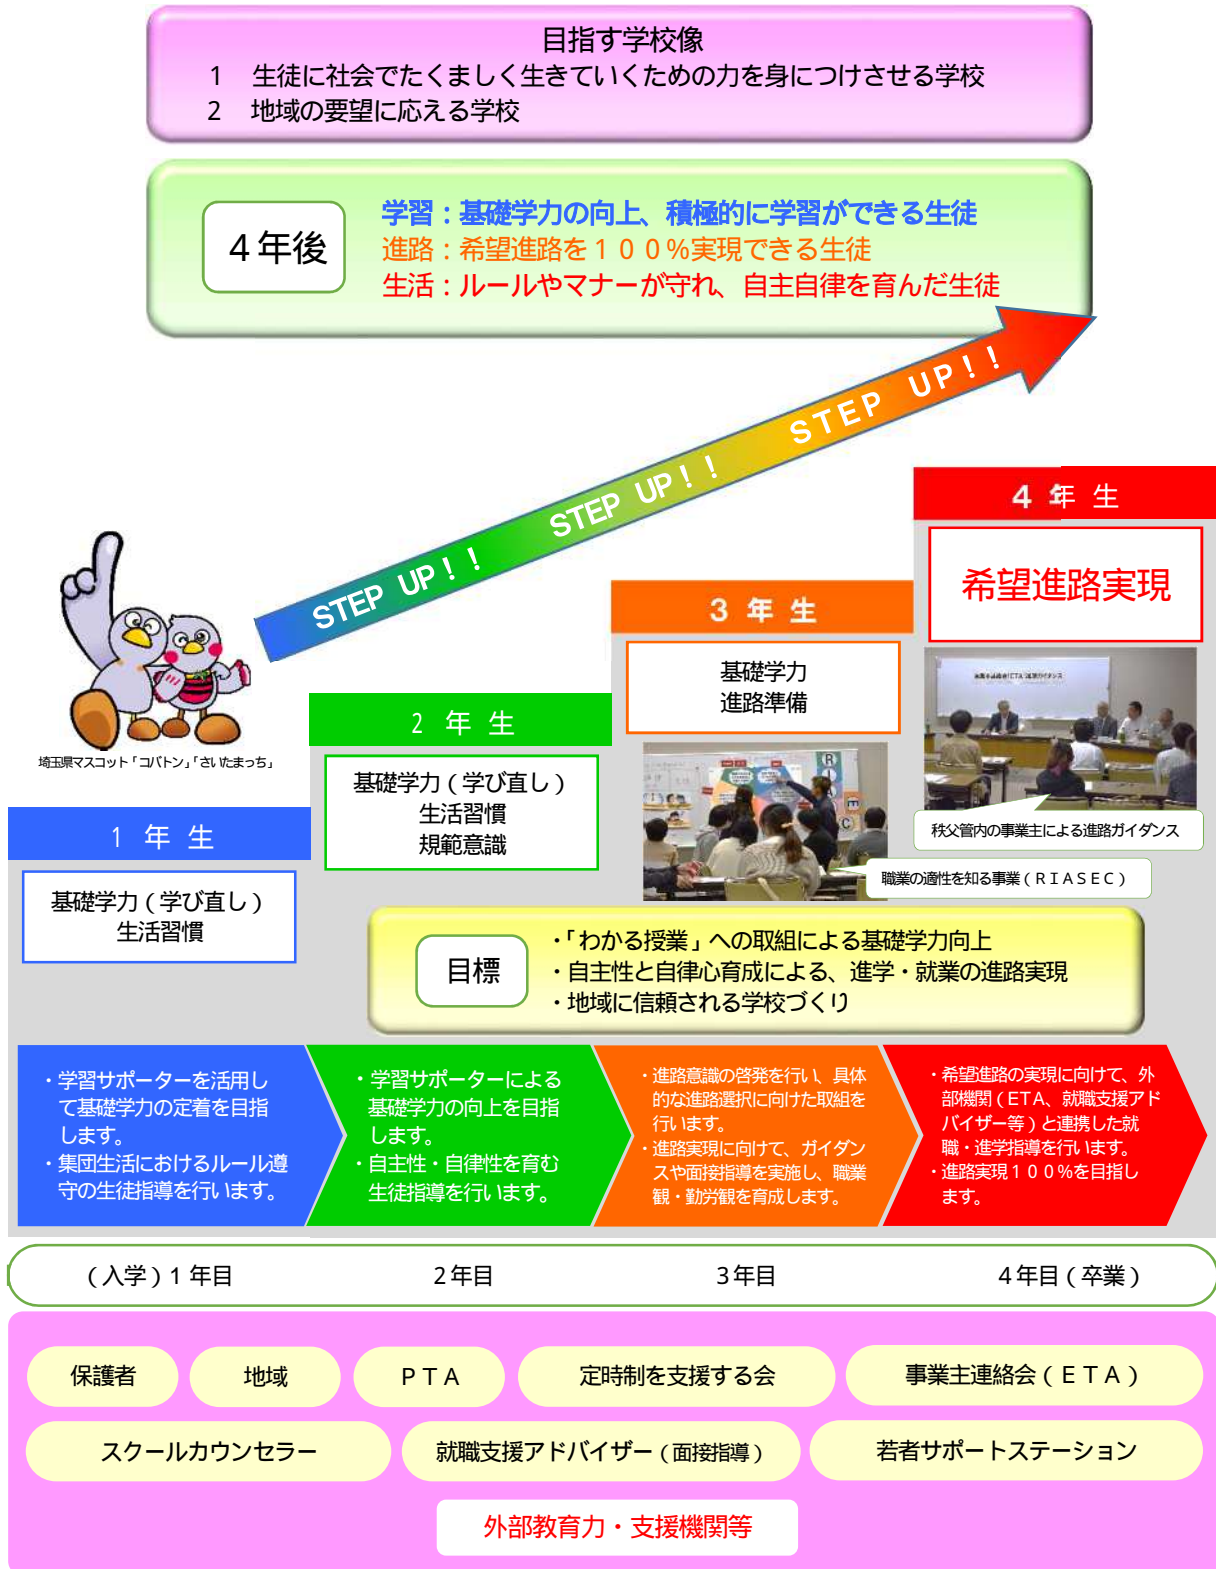 目指す学校像
1 生徒に社会でたくましく生きていくための力を身につけさせる学校
2 地域の要望に応える学校
4年後
学習：基礎学力の向上、積極的に学習ができる生徒
進路：希望進路を１００％実現できる生徒
生活：ルールやマナーが守れ、自主自律を育んだ生徒
STEP UP！！ STEP UP！！ STEP UP！！
埼玉県マスコット「コバトン」「さいたまっち」
1 年 生
基礎学力（学び直し）
生活習慣
2 年 生
基礎学力（学び直し）
生活習慣
規範意識
3 年 生
基礎学力
進路準備
職業の適性を知る事業（ＲＩＡＳＥＣ）
4 年 生
希望進路実現
秩父管内の事業主による進路ガイダンス
目標
・「わかる授業」への取組による基礎学力向上
・自主性と自律心育成による、進学・就業の進路実現
・地域に信頼される学校づくり
・学習サポーターを活用し
て基礎学力の定着を目指
します。
・集団生活におけるルール遵
守の生徒指導を行います。
・学習サポーターによる
基礎学力の向上を目指
します。
・自主性・自律性を育む
生徒指導を行います。
・進路意識の啓発を行い、具体
的な進路選択に向けた取組を
行います。
・進路実現に向けて、ガイダン
スや面接指導を実施し、職業
観・勤労観を育成します。
・希望進路の実現に向けて、外
部機関（ETA、就職支援アド
バイザー等）と連携した就
職・進学指導を行います。
・進路実現１００％を目指し
ます。
（入学）1 年目 2年目 3年目 4年目（卒業）
保護者 地域 ＰＴＡ 定時制を支援する会 事業主連絡会（ＥＴＡ）
スクールカウンセラー 就職支援アドバイザー（面接指導） 若者サポートステーション
外部教育力・支援機関等